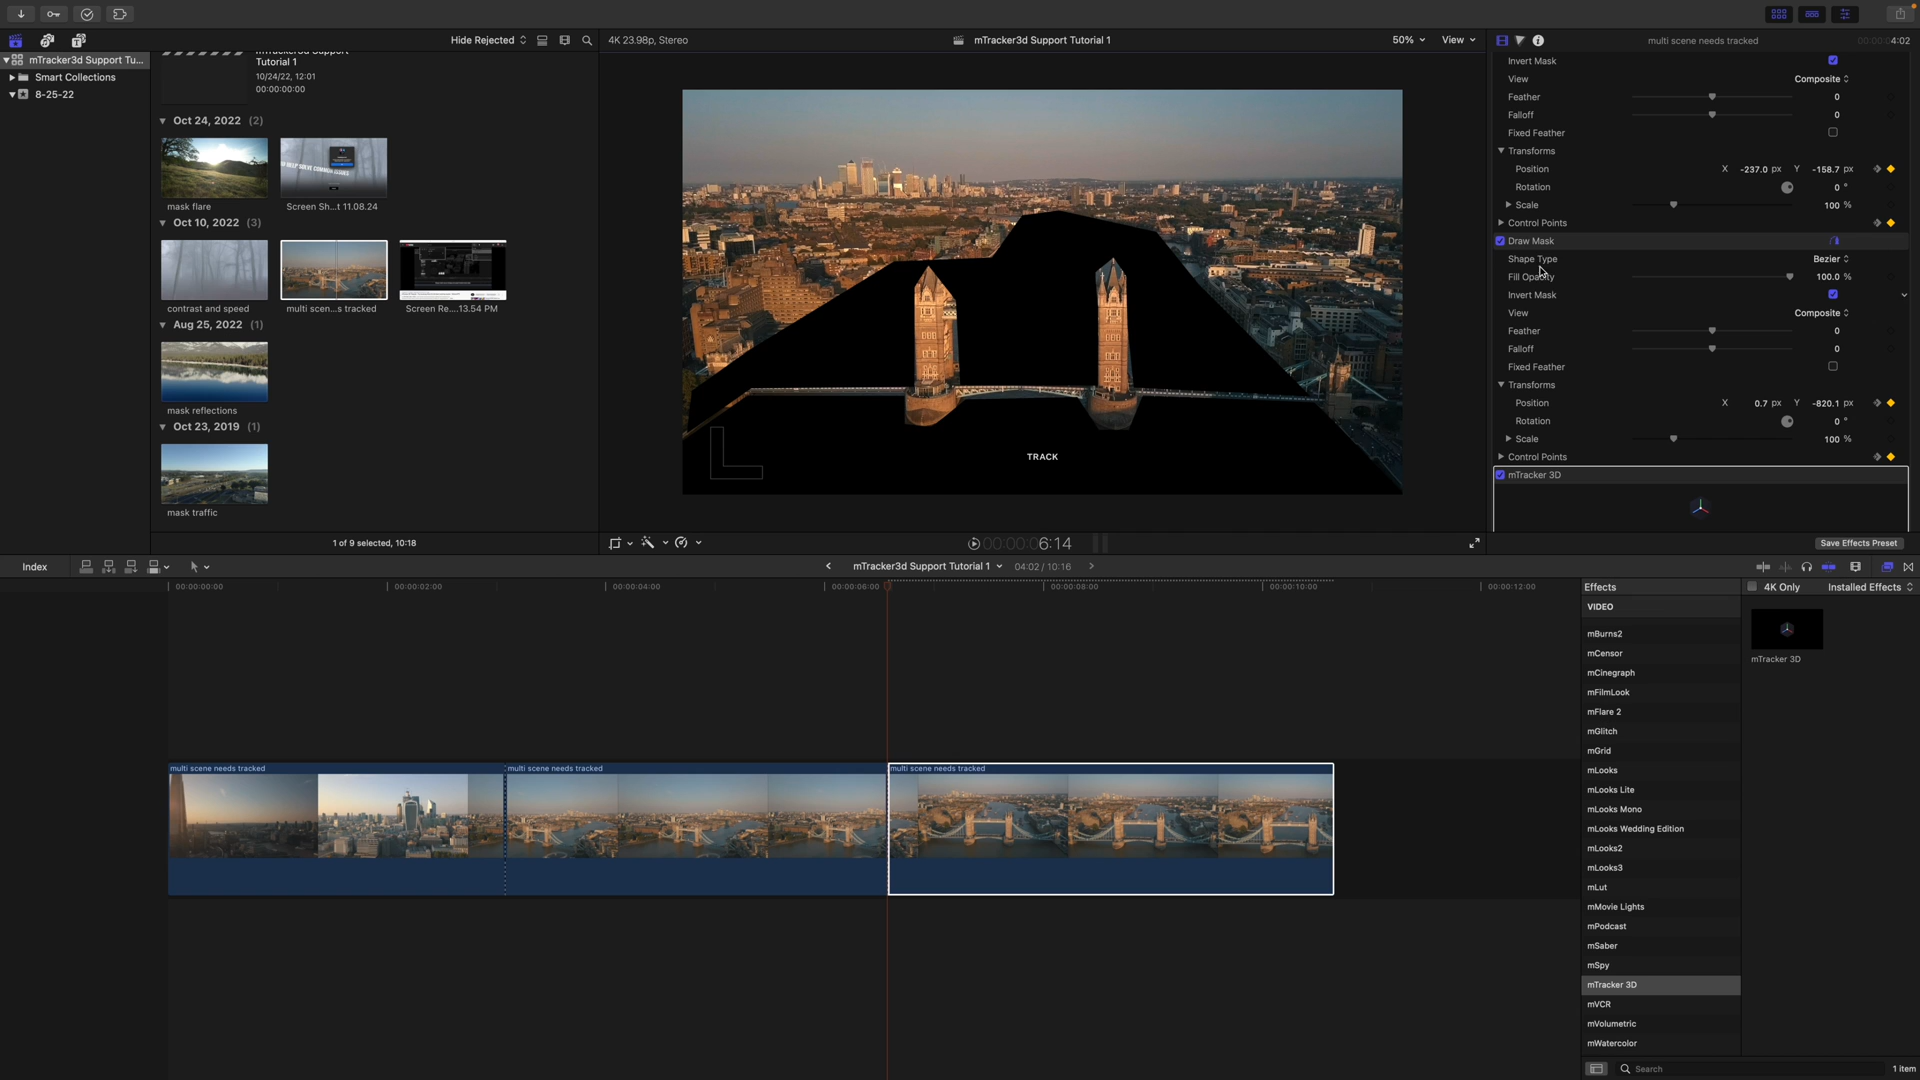 Hide Rejected
4K 23.98p, Stereo
mTracker3d Support Tutorial 1
50%
View
multi scene needs tracked
00:00:00:04:02
mTracker3d Support Tu...
Smart Collections
8-25-22
mTracker3d Support
Tutorial 1
10/24/22, 12:01
00:00:00:00
Oct 24, 2022 (2)
mask flare
Screen Sh...t 11.08.24
Oct 10, 2022 (3)
contrast and speed
multi scen...s tracked
Screen Re....13.54 PM
Aug 25, 2022 (1)
mask reflections
Oct 23, 2019 (1)
mask traffic
1 of 9 selected, 10:18
TRACK
00:00:00:06:14
Invert Mask
View Composite
Feather 0
Falloff 0
Fixed Feather
Transforms
Position X -237.0 px Y -158.7 px
Rotation 0 °
Scale 100 %
Control Points
Draw Mask
Shape Type Bezier
Fill Opacity 100.0 %
Invert Mask
View Composite
Feather 0
Falloff 0
Fixed Feather
Transforms
Position X 0.7 px Y -820.1 px
Rotation 0 °
Scale 100 %
Control Points
mTracker 3D
Save Effects Preset
Index
mTracker3d Support Tutorial 1
04:02 / 10:16
00:00:00:00
00:00:02:00
00:00:04:00
00:00:06:00
00:00:08:00
00:00:10:00
00:00:12:00
multi scene needs tracked
multi scene needs tracked
multi scene needs tracked
Effects
4K Only
Installed Effects
VIDEO
mBurns2
mCensor
mCinegraph
mFilmLook
mFlare 2
mGlitch
mGrid
mLooks
mLooks Lite
mLooks Mono
mLooks Wedding Edition
mLooks2
mLooks3
mLut
mMovie Lights
mPodcast
mSaber
mSpy
mTracker 3D
mVCR
mVolumetric
mWatercolor
mTracker 3D
Search
1 item